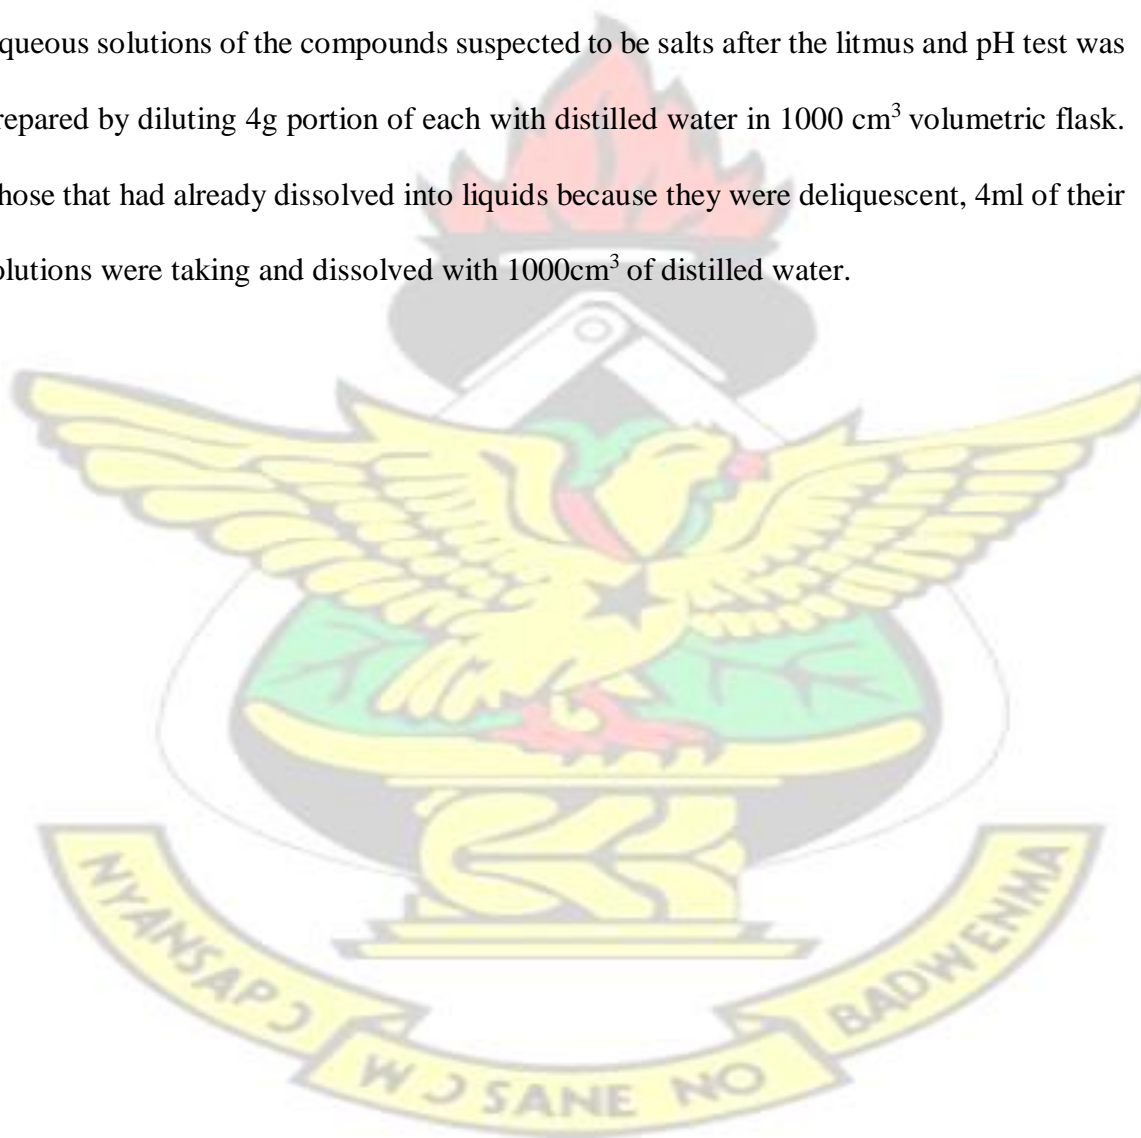 queous solutions of the compounds suspected to be salts after the litmus and pH test was
repared by diluting 4g portion of each with distilled water in 1000 cm³ volumetric flask.
hose that had already dissolved into liquids because they were deliquescent, 4ml of their
olutions were taking and dissolved with 1000cm³ of distilled water.
NYANSAPƆ
WƆSANE NO
BADWENMA